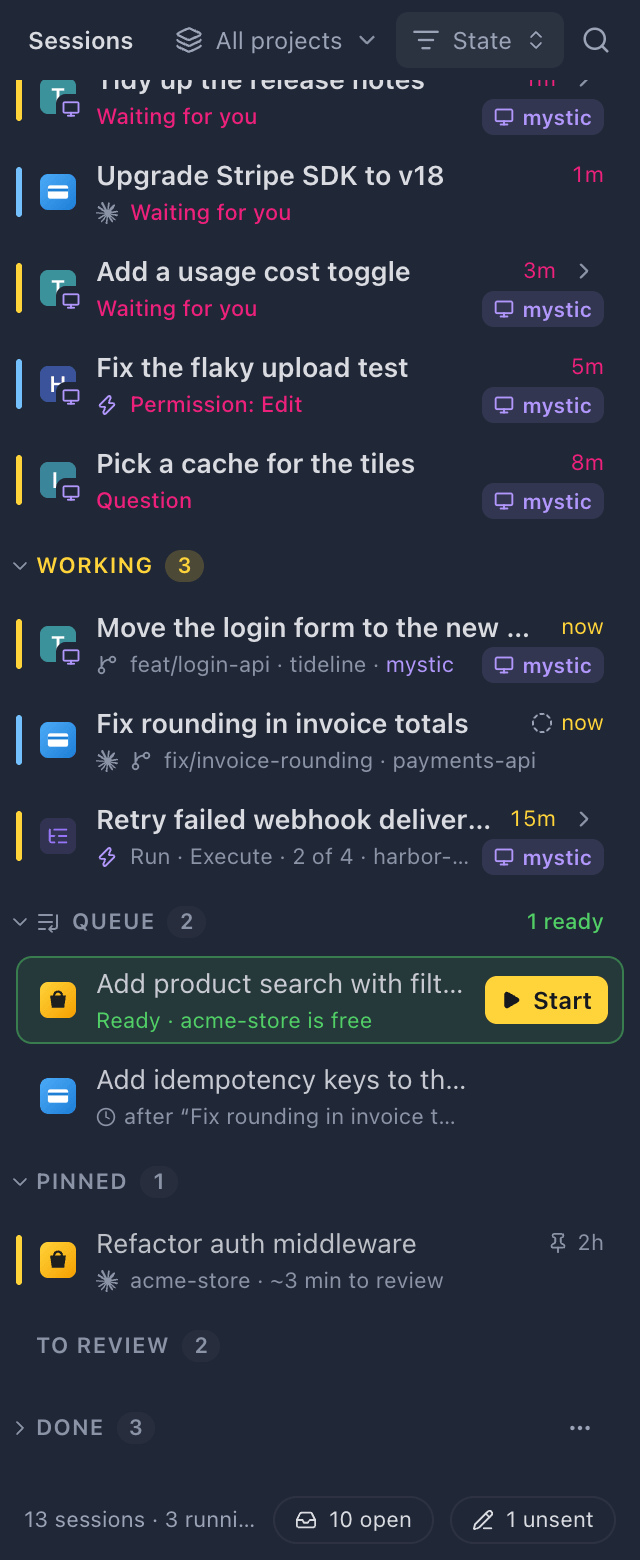 Sessions All projects State
Tidy up the release notes 1m
Waiting for you mystic
Upgrade Stripe SDK to v18 1m
Waiting for you
T Add a usage cost toggle 3m
Waiting for you mystic
H Fix the flaky upload test 5m
Permission: Edit mystic
I Pick a cache for the tiles 8m
Question mystic
WORKING 3
T Move the login form to the new ... now
feat/login-api · tideline · mystic mystic
Fix rounding in invoice totals now
fix/invoice-rounding · payments-api
Retry failed webhook deliver... 15m
Run · Execute · 2 of 4 · harbor-... mystic
QUEUE 2 1 ready
Add product search with filt... Start
Ready · acme-store is free
Add idempotency keys to th...
after “Fix rounding in invoice t...
PINNED 1
Refactor auth middleware 2h
acme-store · ~3 min to review
TO REVIEW 2
DONE 3 ...
13 sessions · 3 runni... 10 open 1 unsent